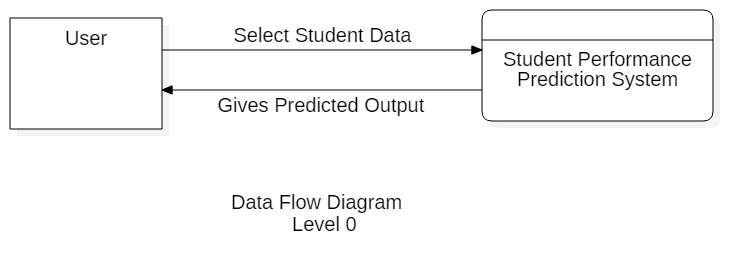 User
Select Student Data
Student Performance
Prediction System
Gives Predicted Output
Data Flow Diagram
Level 0